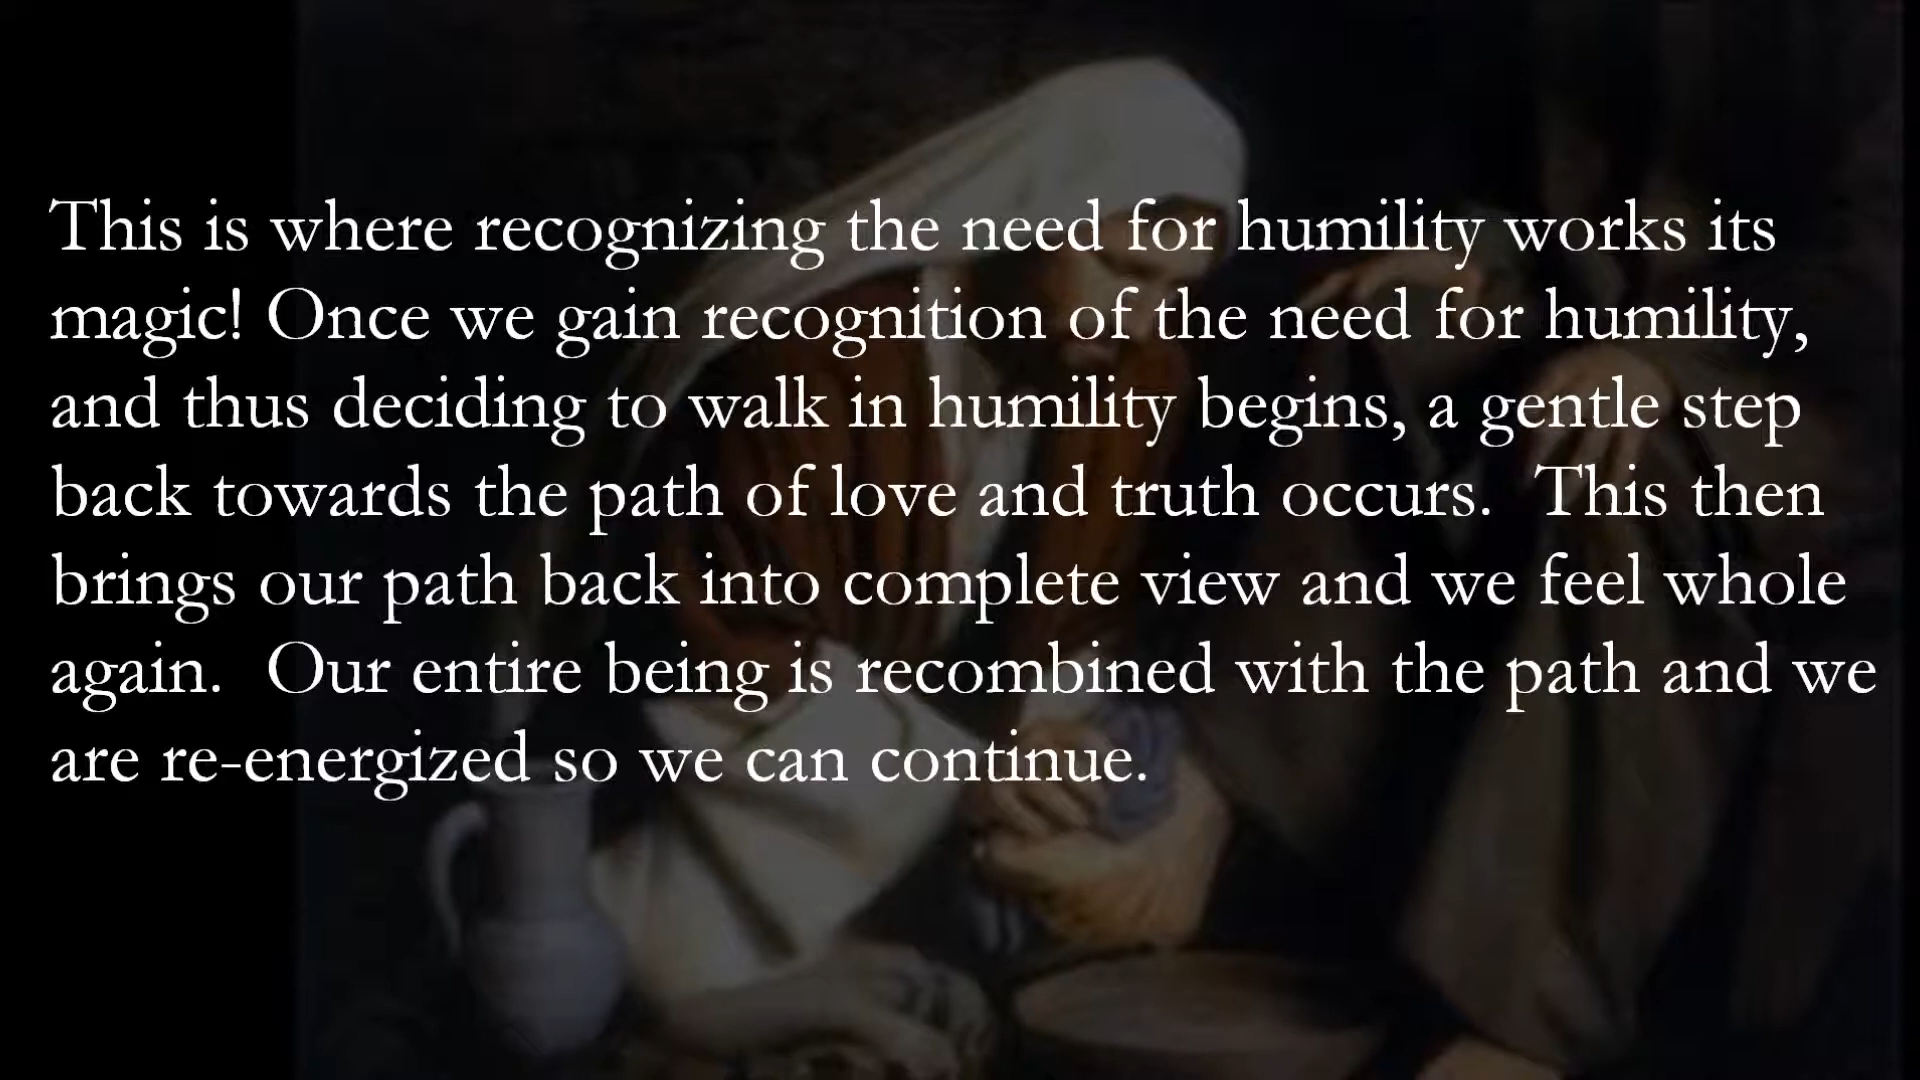 This is where recognizing the need for humility works its
magic! Once we gain recognition of the need for humility,
and thus deciding to walk in humility begins, a gentle step
back towards the path of love and truth occurs.  This then
brings our path back into complete view and we feel whole
again.  Our entire being is recombined with the path and we
are re-energized so we can continue.